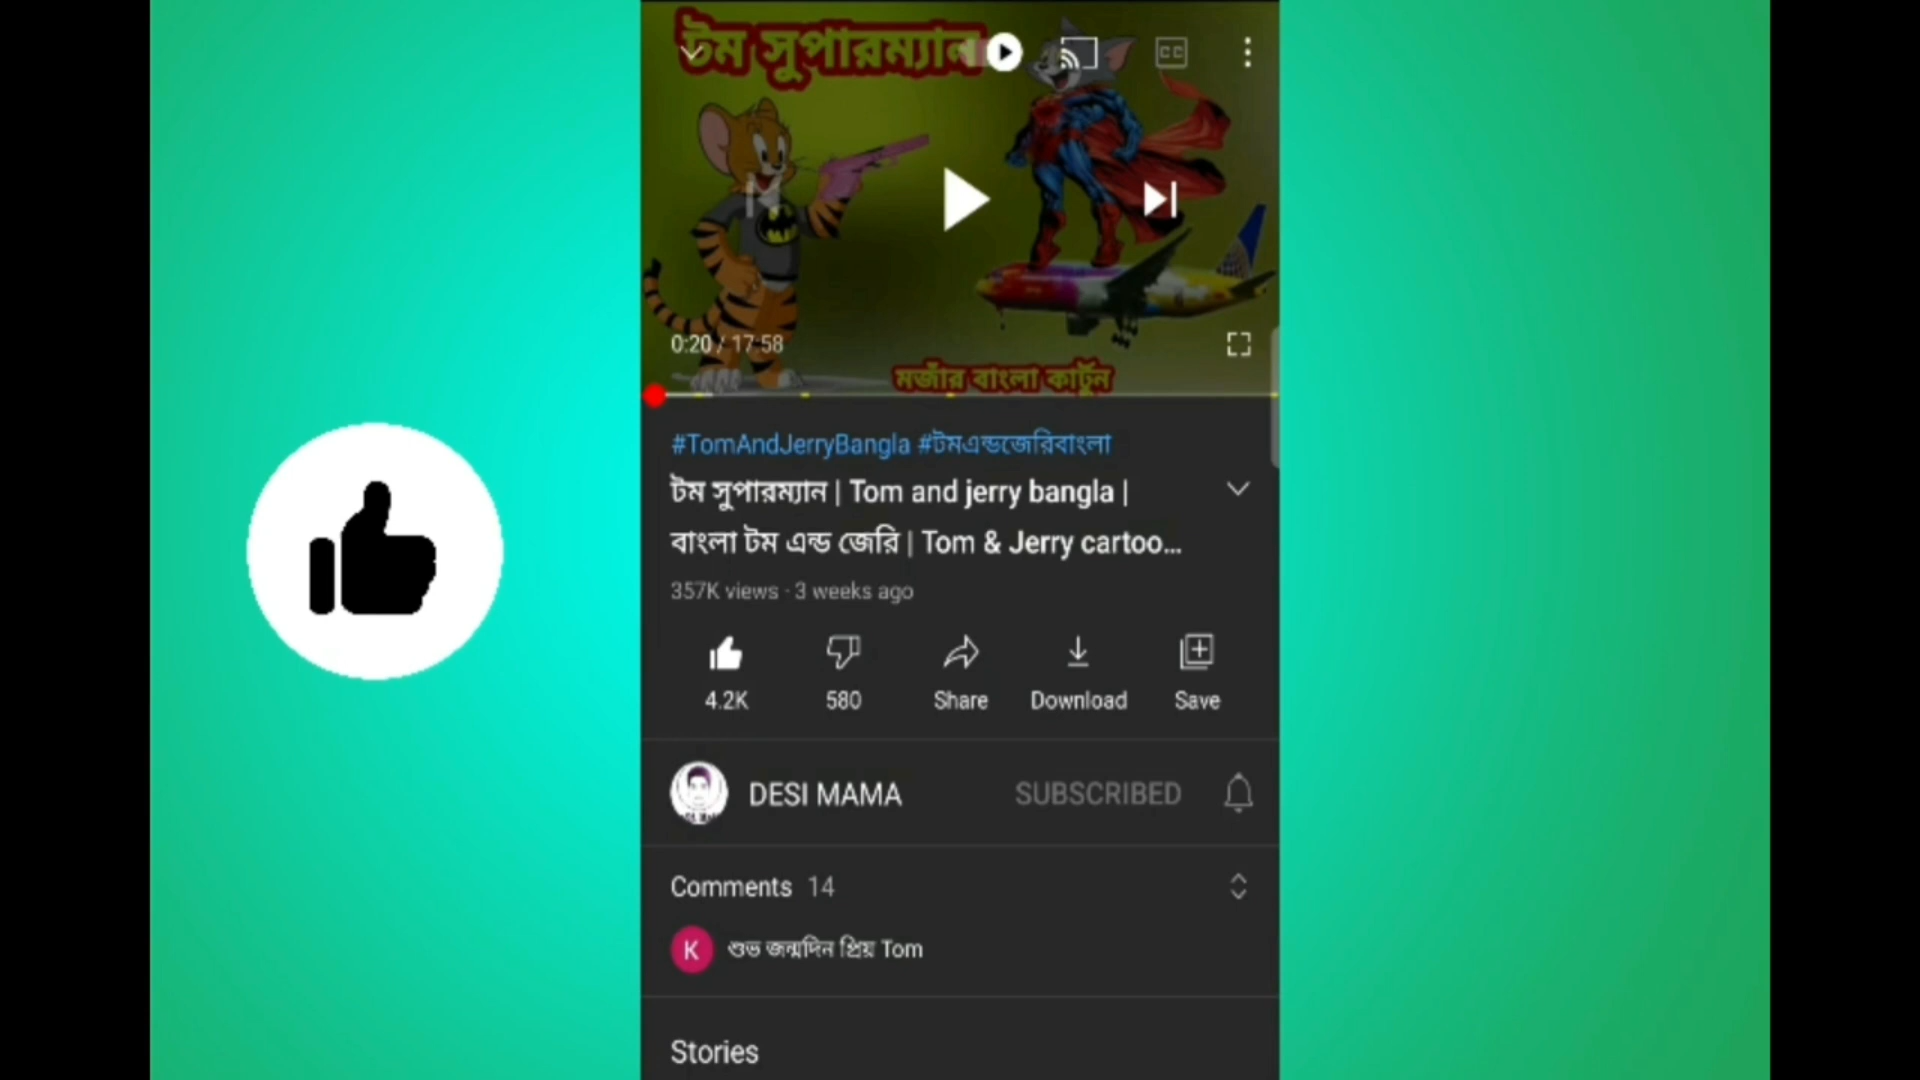 টম সুপারম্যান
CC
0:20 / 17:58
মজাঁর বাংলা কার্টুন
#TomAndJerryBangla #টমএন্ডজেরিবাংলা
টম সুপারম্যান | Tom and jerry bangla |
বাংলা টম এন্ড জেরি | Tom & Jerry cartoo...
357K views · 3 weeks ago
4.2K 580 Share Download Save
DESI MAMA SUBSCRIBED
Comments 14
K শুভ জন্মদিন প্রিয় Tom
Stories